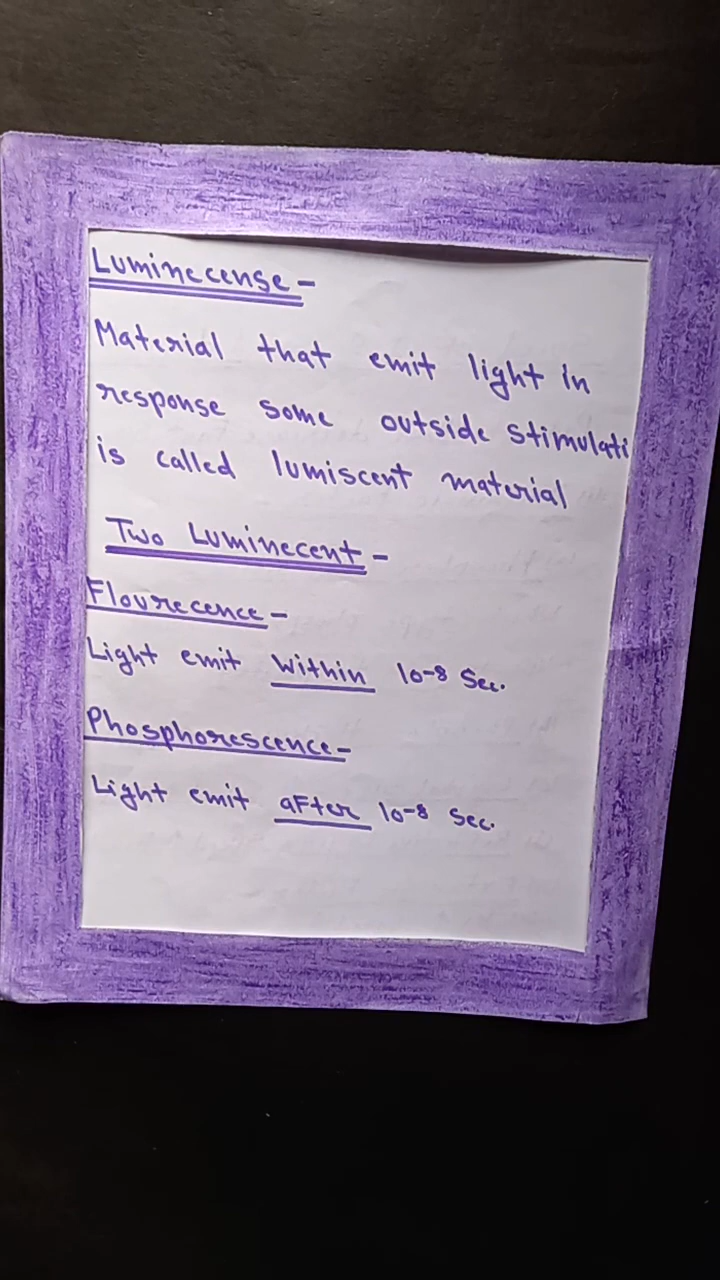 Luminecense -
Material that emit light in
response some outside stimulati
is called lumiscent material
Two Luminecent -
Flourecence -
Light emit within 10-8 Sec.
Phosphorescence -
Light emit after 10-8 Sec.